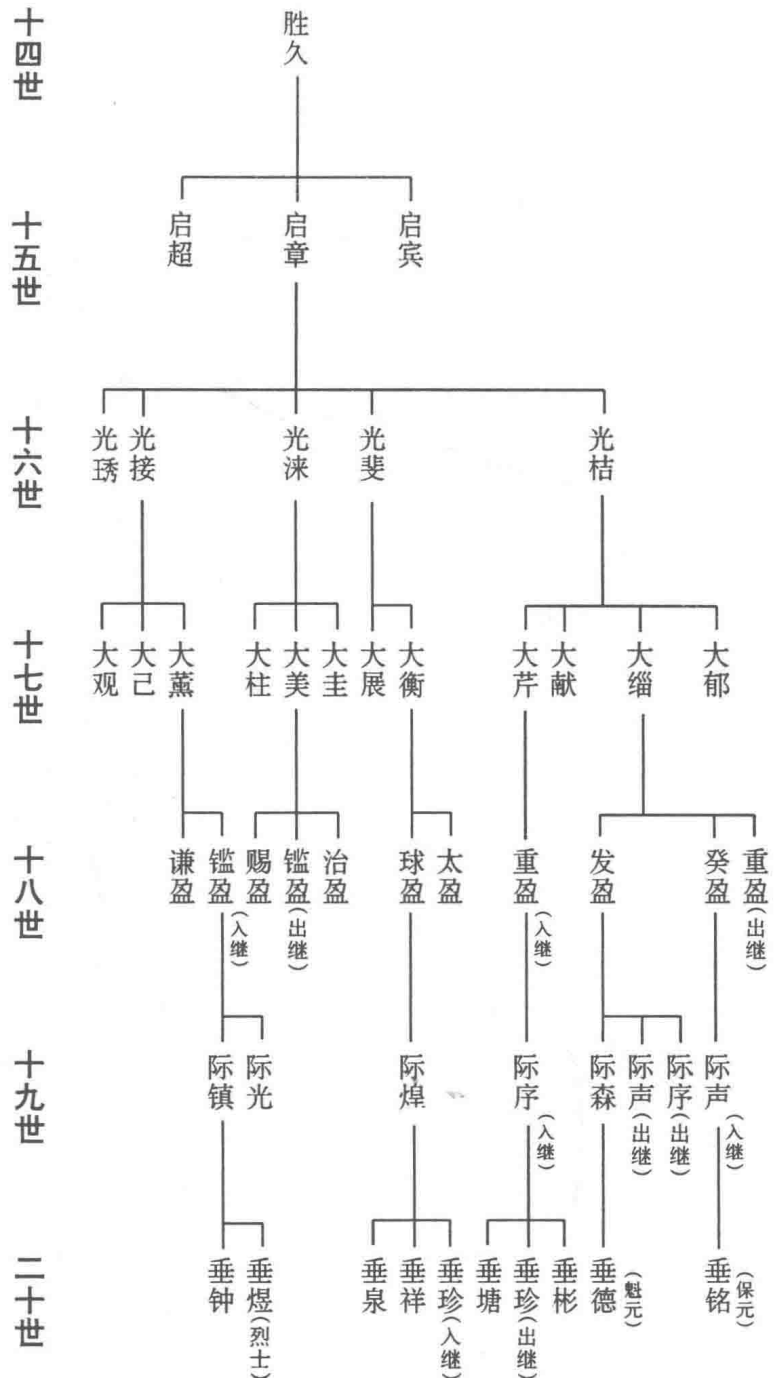 十四世
胜久
十五世
启超
启章
启宾
十六世
光琇
光接
光涞
光斐
光桔
十七世
大观
大己
大薰
大柱
大美
大圭
大展
大衡
大芹
大献
大缁
大郁
十八世
谦盈
鑑盈(入继)
赐盈
鑑盈(出继)
治盈
球盈
太盈
重盈(入继)
发盈
癸盈
重盈(出继)
十九世
际镇
际光
际煌
际序(入继)
际森
际声(出继)
际序(出继)
际声(入继)
二十世
垂钟
垂煜(烈士)
垂泉
垂祥
垂珍(入继)
垂塘
垂珍(出继)
垂彬
垂德(魁元)
垂铭(保元)